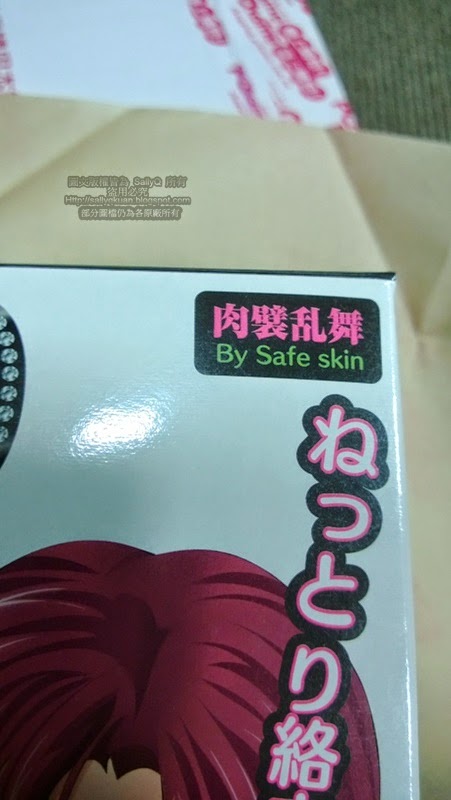 圖文版權皆為 SallyQ 所有
盜用必究
Http://sallyqkuan.blogspot.com
部分圖檔仍為各原廠所有
肉襞乱舞
By Safe skin
ねっとり絡